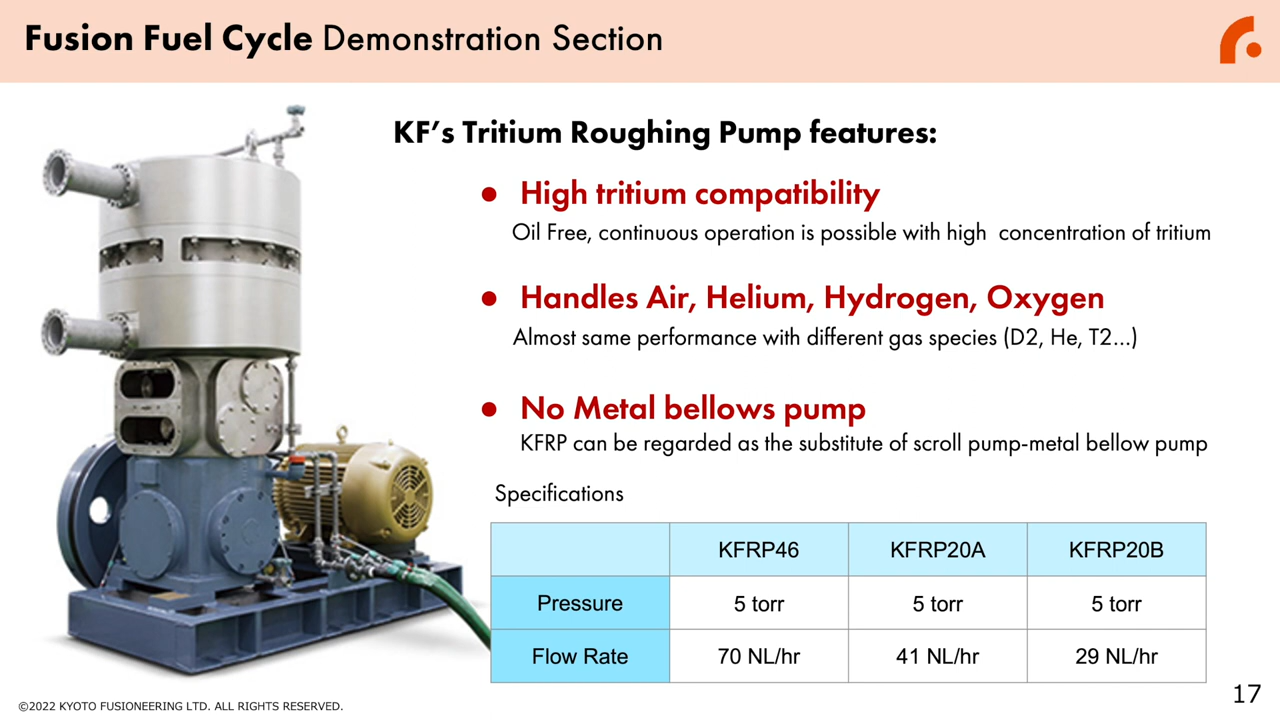 Fusion Fuel Cycle Demonstration Section
KF’s Tritium Roughing Pump features:
● High tritium compatibility
Oil Free, continuous operation is possible with high concentration of tritium
● Handles Air, Helium, Hydrogen, Oxygen
Almost same performance with different gas species (D2, He, T2...)
● No Metal bellows pump
KFRP can be regarded as the substitute of scroll pump-metal bellow pump
Specifications
KFRP46 KFRP20A KFRP20B
Pressure 5 torr 5 torr 5 torr
Flow Rate 70 NL/hr 41 NL/hr 29 NL/hr
©2022 KYOTO FUSIONEERING LTD. ALL RIGHTS RESERVED.
17